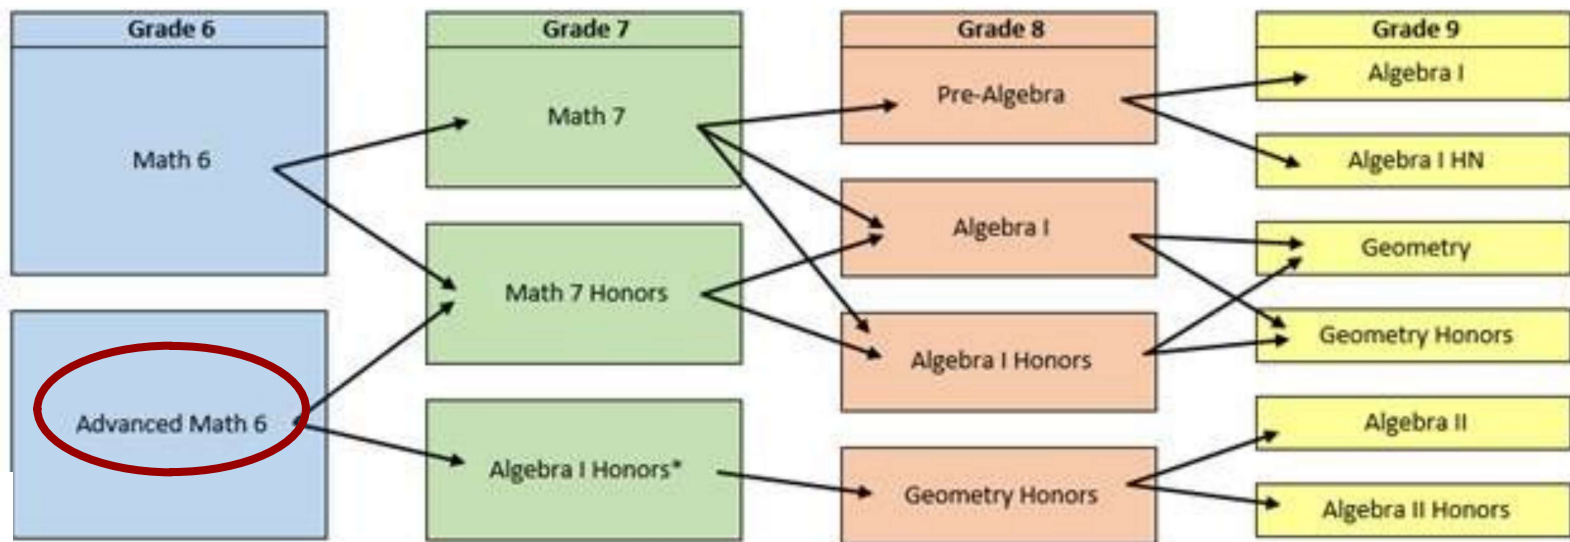 Grade 6
Math 6
Advanced Math 6
Grade 7
Math 7
Math 7 Honors
Algebra I Honors*
Grade 8
Pre-Algebra
Algebra I
Algebra I Honors
Geometry Honors
Grade 9
Algebra I
Algebra I HN
Geometry
Geometry Honors
Algebra II
Algebra II Honors